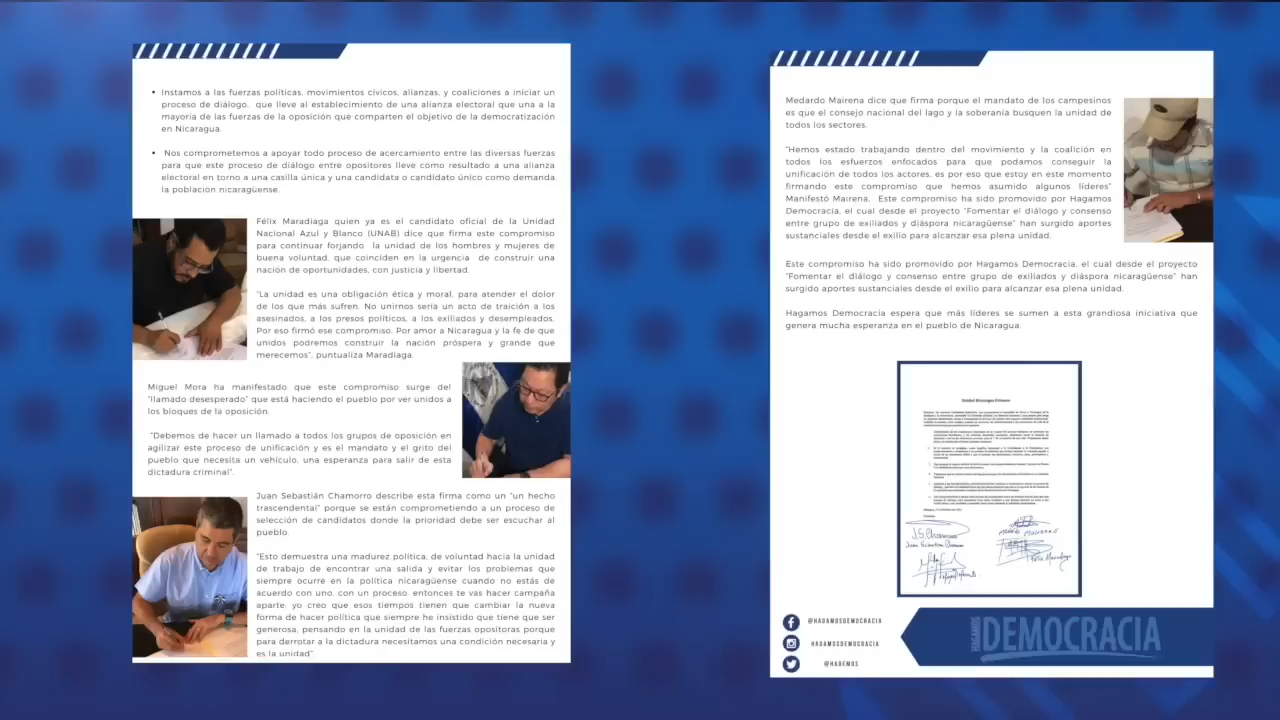 • Instamos a las fuerzas políticas, movimientos cívicos, alianzas, y coaliciones a iniciar un
proceso de diálogo, que lleve al establecimiento de una alianza electoral que una a la
mayoría de las fuerzas de la oposición que comparten el objetivo de la democratización
en Nicaragua.
• Nos comprometemos a apoyar todo proceso de acercamiento entre las diversas fuerzas
para que este proceso de diálogo entre opositores lleve como resultado a una alianza
electoral en torno a una casilla única y una candidata o candidato único como demanda
la poblacion nicaragüense.
Félix Maradiaga quien ya es el candidato oficial de la Unidad
Nacional Azul y Blanco (UNAB) dice que firma este compromiso
para continuar forjando la unidad de los hombres y mujeres de
buena voluntad, que coinciden en la urgencia de construir una
nación de oportunidades, con justicia y libertad.
"La unidad es una obligación ética y moral, para atender el dolor
de los que más sufren. No unirnos sería un acto de traición a los
asesinados, a los presos políticos, a los exiliados y desempleados.
Por eso firmó ese compromiso. Por amor a Nicaragua y la fe de que
unidos podremos construir la nación próspera y grande que
merecemos", puntualiza Maradiaga.
Miguel Mora ha manifestado que este compromiso surge del
"llamado desesperado" que está haciendo el pueblo por ver unidos a
los bloques de la oposición.
"Debemos de hacer un llamado a todos los grupos de oposición en
agilizar este proceso de unificación y es el mandato y el grito del
pueblo que necesita un vehículo, una esperanza para salir de esta
dictadura criminal".
Juan Sebastián Chamorro describe esta firma como un "un hecho
trascendental" del que se están comprometiendo a un proceso de
selección de candidatos donde la prioridad debe ser escuchar al
pueblo.
"Esto demuestra una madurez política, de voluntad hacia la unidad
de trabajo de encontrar una salida y evitar los problemas que
siempre ocurre en la política nicaragüense cuando no estás de
acuerdo con uno, con un proceso, entonces te vas hacer campaña
aparte, yo creo que esos tiempos tienen que cambiar la nueva
forma de hacer política que siempre he insistido que tiene que ser
generosa, pensando en la unidad de las fuerzas opositoras porque
para derrotar a la dictadura necesitamos una condición necesaria y
es la unidad".
Medardo Mairena dice que firma porque el mandato de los campesinos
es que el consejo nacional del lago y la soberanía busquen la unidad de
todos los sectores.
"Hemos estado trabajando dentro del movimiento y la coalición en
todos los esfuerzos enfocados para que podamos conseguir la
unificación de todos los actores, es por eso que estoy en este momento
firmando este compromiso que hemos asumido algunos líderes"
Manifestó Mairena. Este compromiso ha sido promovido por Hagamos
Democracia, el cual desde el proyecto "Fomentar el diálogo y consenso
entre grupo de exiliados y diáspora nicaragüense" han surgido aportes
sustanciales desde el exilio para alcanzar esa plena unidad.
Este compromiso ha sido promovido por Hagamos Democracia, el cual desde el proyecto
"Fomentar el diálogo y consenso entre grupo de exiliados y diáspora nicaragüense" han
surgido aportes sustanciales desde el exilio para alcanzar esa plena unidad.
Hagamos Democracia espera que más líderes se sumen a esta grandiosa iniciativa que
genera mucha esperanza en el pueblo de Nicaragua.
J.S. Chamorro
Juan Sebastian Chamorro
Medardo Mairena S
Félix Maradiaga
@HAGAMOSDEMOCRACIA
HAGAMOSDEMOCRACIA
@HADEMOS
HAGAMOS DEMOCRACIA